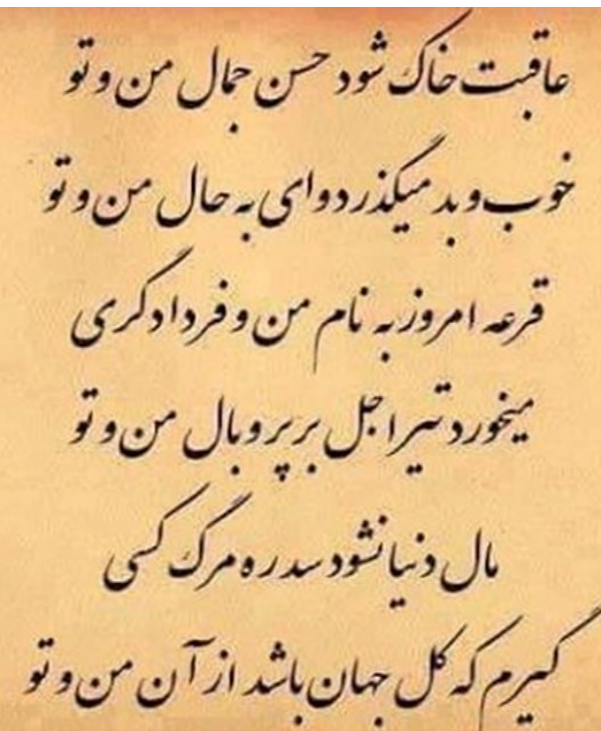 عاقبت خاک شود حسن جمال من و تو
خوب و بد میگذرد وای به حال من و تو
قرعه امروز به نام من و فردا دگری
میخورد تیر اجل بر پر و بال من و تو
مال دنیا نشود سد ره مرگ کسی
گیرم که کل جهان باشد از آن من و تو